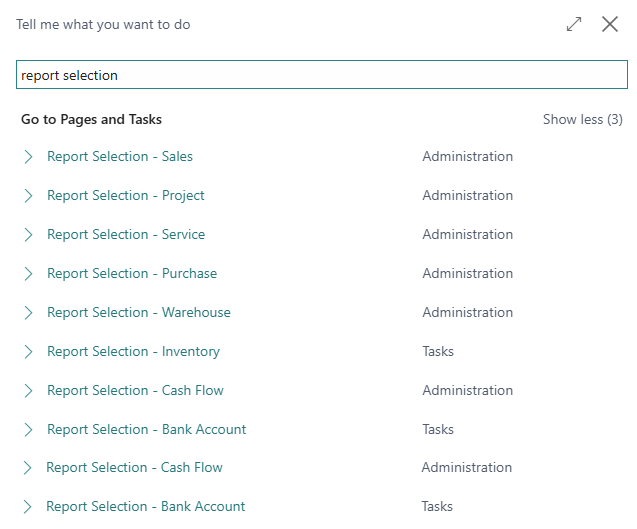 Tell me what you want to do
report selection
Go to Pages and Tasks Show less (3)
Report Selection - Sales Administration
Report Selection - Project Administration
Report Selection - Service Administration
Report Selection - Purchase Administration
Report Selection - Warehouse Administration
Report Selection - Inventory Tasks
Report Selection - Cash Flow Administration
Report Selection - Bank Account Tasks
Report Selection - Cash Flow Administration
Report Selection - Bank Account Tasks